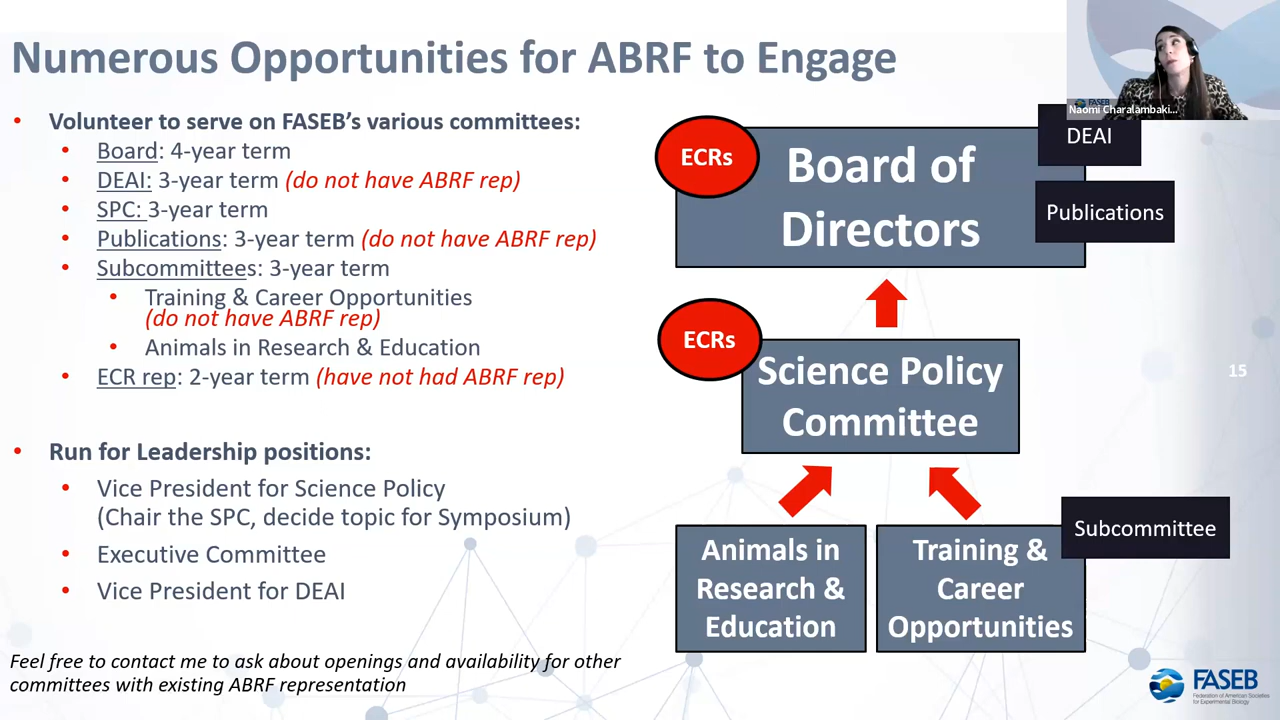 Numerous Opportunities for ABRF to Engage
Volunteer to serve on FASEB’s various committees:
Board: 4-year term
DEAI: 3-year term (do not have ABRF rep)
SPC: 3-year term
Publications: 3-year term (do not have ABRF rep)
Subcommittees: 3-year term
Training & Career Opportunities
(do not have ABRF rep)
Animals in Research & Education
ECR rep: 2-year term (have not had ABRF rep)
Run for Leadership positions:
Vice President for Science Policy
(Chair the SPC, decide topic for Symposium)
Executive Committee
Vice President for DEAI
Feel free to contact me to ask about openings and availability for other
committees with existing ABRF representation
FASEB
Naomi Charalambaki...
ECRs
Board of
Directors
DEAI
Publications
ECRs
Science Policy
Committee
15
Animals in
Research &
Education
Training &
Career
Opportunities
Subcommittee
FASEB
Federation of American Societies
for Experimental Biology